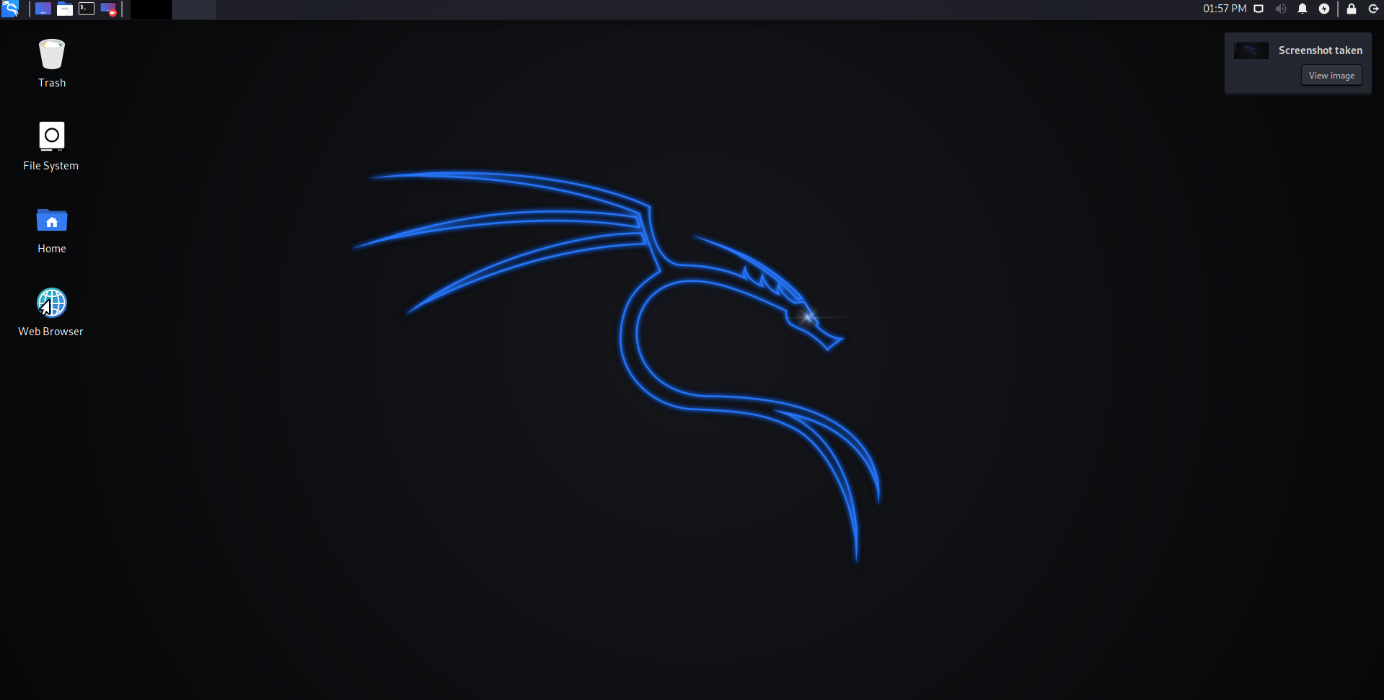 01:57 PM
Screenshot taken
View image
Trash
File System
Home
Web Browser